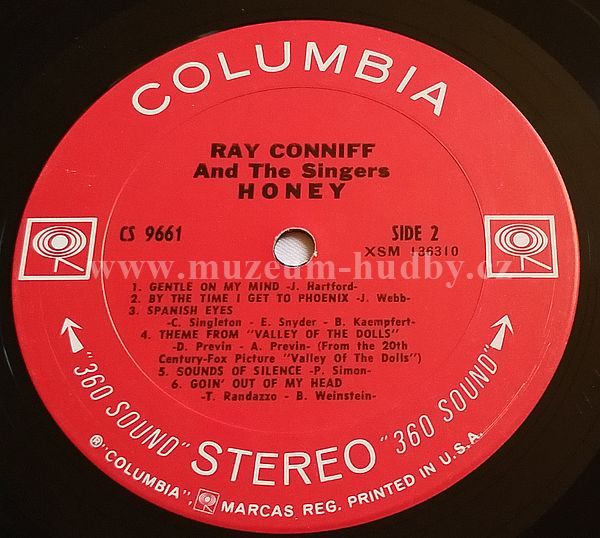 COLUMBIA
RAY CONNIFF
And The Singers
HONEY
CS 9661
SIDE 2
XSM 136310
www.muzeum-hudby.cz
1. GENTLE ON MY MIND -J. Hartford-
2. BY THE TIME I GET TO PHOENIX -J. Webb-
3. SPANISH EYES
-C. Singleton - E. Snyder - B. Kaempfert-
4. THEME FROM "VALLEY OF THE DOLLS"
-D. Previn - A. Previn- (From the 20th
Century-Fox Picture "Valley Of The Dolls")
5. SOUNDS OF SILENCE -P. Simon-
6. GOIN' OUT OF MY HEAD
-T. Randazzo - B. Weinstein-
"360 SOUND" STEREO "360 SOUND"
®"COLUMBIA", MARCAS REG. PRINTED IN U.S.A.